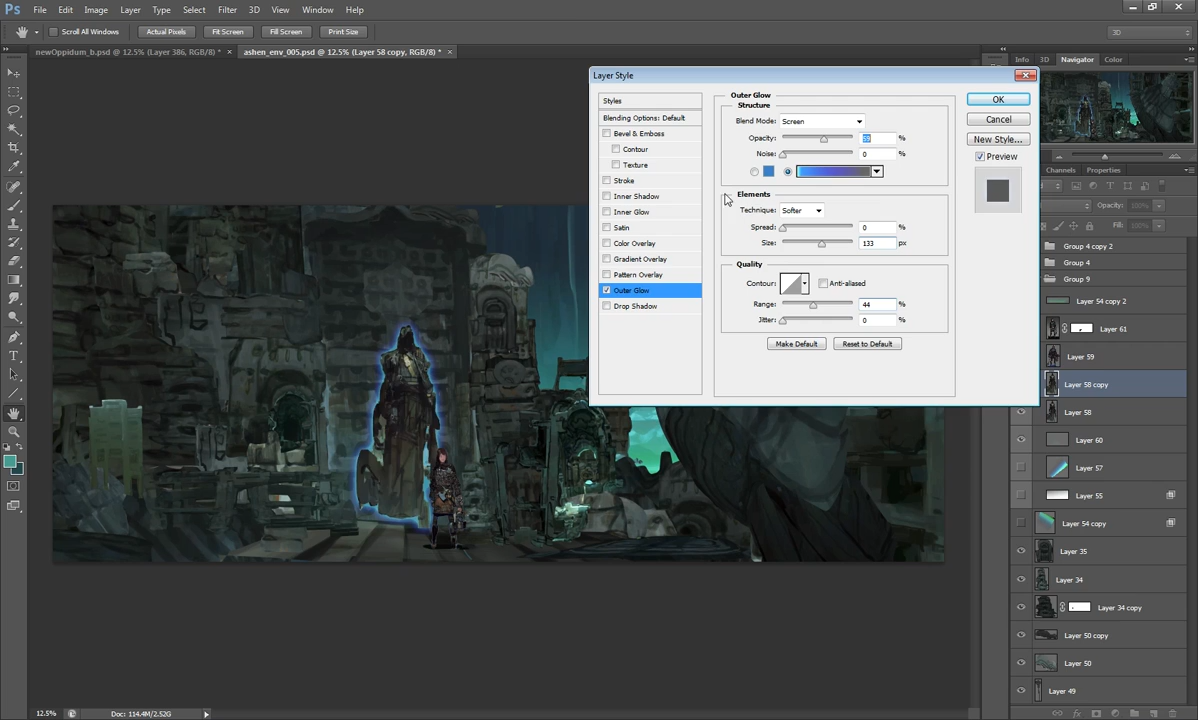 Ps File Edit Image Layer Type Select Filter 3D View Window Help
Scroll All Windows Actual Pixels Fit Screen Fill Screen Print Size 3D
newOppidum_b.psd @ 12.5% (Layer 386, RGB/8) * × ashen_env_005.psd @ 12.5% (Layer 58 copy, RGB/8) * ×
Info 3D Navigator Color
Layer Style
Styles
Blending Options: Default
Bevel & Emboss
Contour
Texture
Stroke
Inner Shadow
Inner Glow
Satin
Color Overlay
Gradient Overlay
Pattern Overlay
Outer Glow
Drop Shadow
Outer Glow
Structure
Blend Mode: Screen
Opacity: 59 %
Noise: 0 %
Elements
Technique: Softer
Spread: 0 %
Size: 133 px
Quality
Contour: Anti-aliased
Range: 44 %
Jitter: 0 %
Make Default Reset to Default
OK
Cancel
New Style...
Preview
Channels Properties
Opacity:
Fill:
Group 4 copy 2
Group 4
Group 9
Layer 54 copy 2
Layer 61
Layer 59
Layer 58 copy
Layer 58
Layer 60
Layer 57
Layer 55
Layer 54 copy
Layer 35
Layer 34
Layer 34 copy
Layer 50 copy
Layer 50
Layer 49
12.5% Doc: 114.4M/2.52G